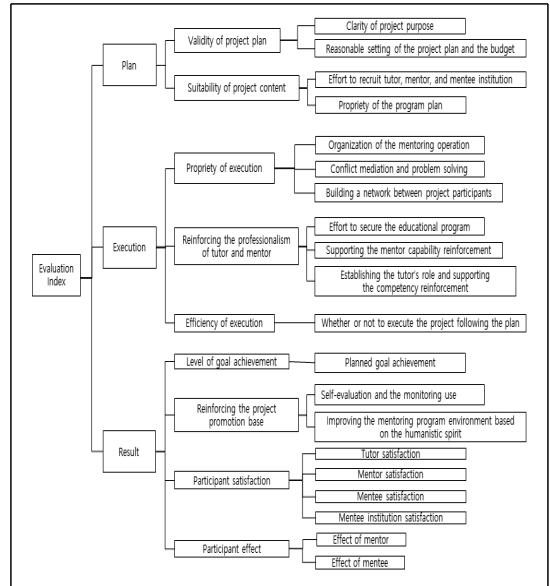 Evaluation
Index
Plan
Validity of project plan
Clarity of project purpose
Reasonable setting of the project plan and the budget
Suitability of project content
Effort to recruit tutor, mentor, and mentee institution
Propriety of the program plan
Execution
Propriety of execution
Organization of the mentoring operation
Conflict mediation and problem solving
Building a network between project participants
Reinforcing the professionalism
of tutor and mentor
Effort to secure the educational program
Supporting the mentor capability reinforcement
Establishing the tutor's role and supporting
the competency reinforcement
Efficiency of execution
Whether or not to execute the project following the plan
Result
Level of goal achievement
Planned goal achievement
Reinforcing the project
promotion base
Self-evaluation and the monitoring use
Improving the mentoring program environment based
on the humanistic spirit
Participant satisfaction
Tutor satisfaction
Mentor satisfaction
Mentee satisfaction
Mentee institution satisfaction
Participant effect
Effect of mentor
Effect of mentee